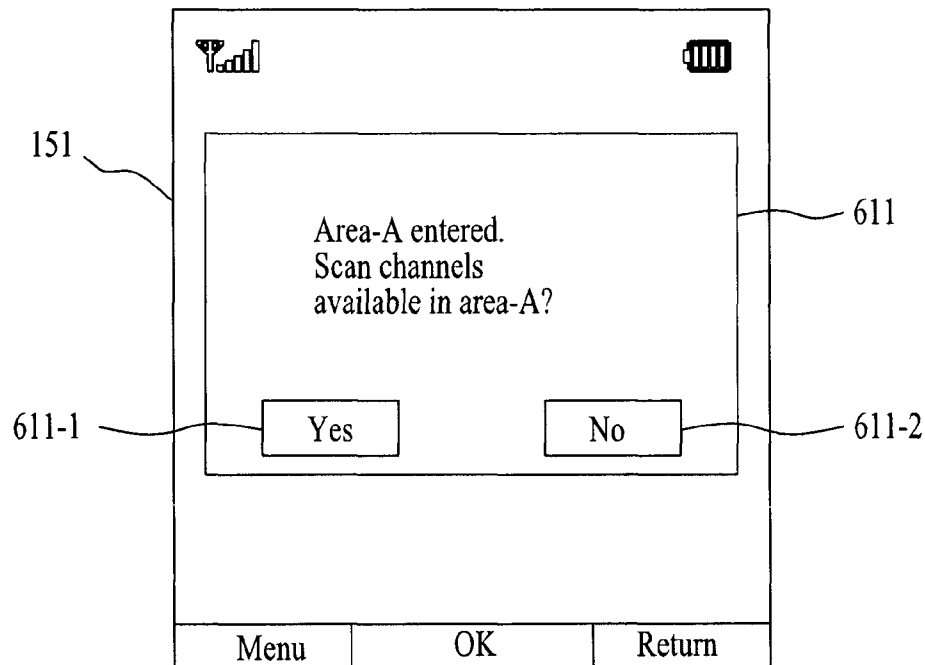 151
611
Area-A entered.
Scan channels
available in area-A?
611-1
Yes
No
611-2
Menu
OK
Return